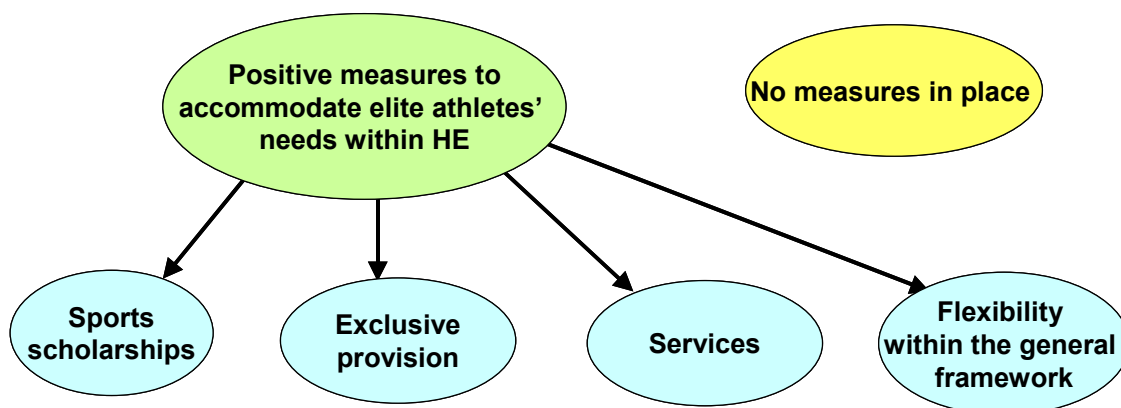 Positive measures to
accommodate elite athletes’
needs within HE
No measures in place
Sports
scholarships
Exclusive
provision
Services
Flexibility
within the general
framework